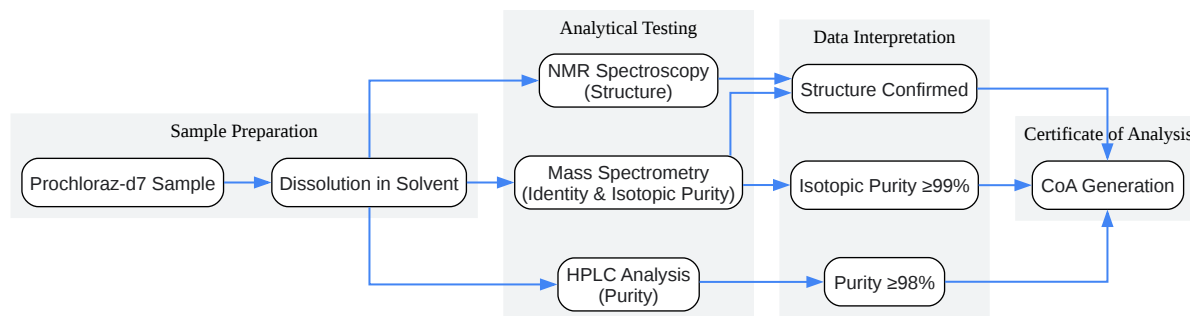 Sample Preparation
Prochloraz-d7 Sample
Dissolution in Solvent
Analytical Testing
NMR Spectroscopy
(Structure)
Mass Spectrometry
(Identity & Isotopic Purity)
HPLC Analysis
(Purity)
Data Interpretation
Structure Confirmed
Isotopic Purity ≥99%
Purity ≥98%
Certificate of Analysis
CoA Generation